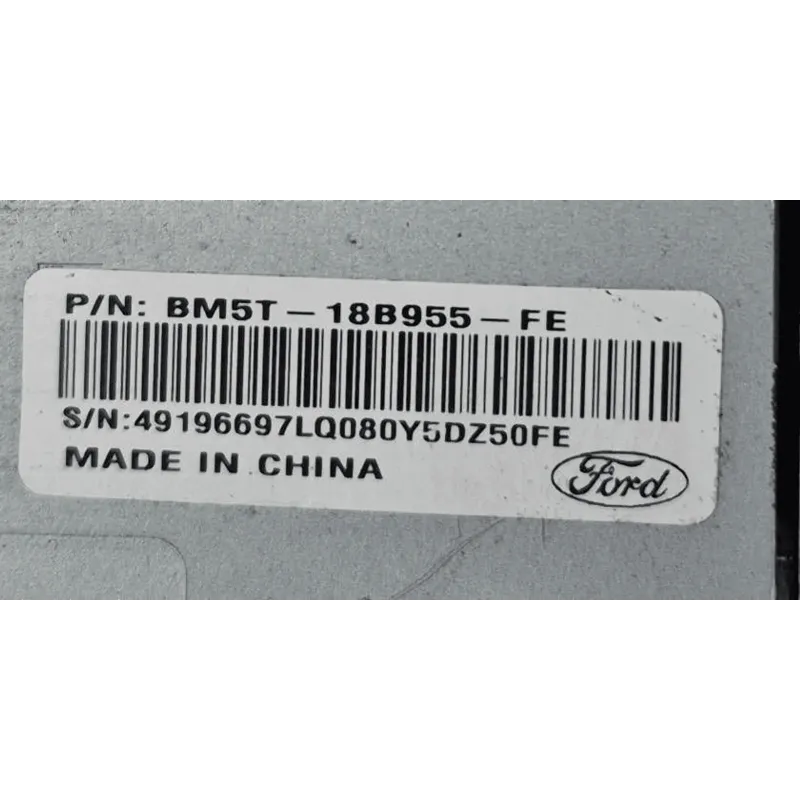 P/N: BM5T-18B955-FE
S/N:49196697LQ080Y5DZ50FE
MADE IN CHINA
Ford